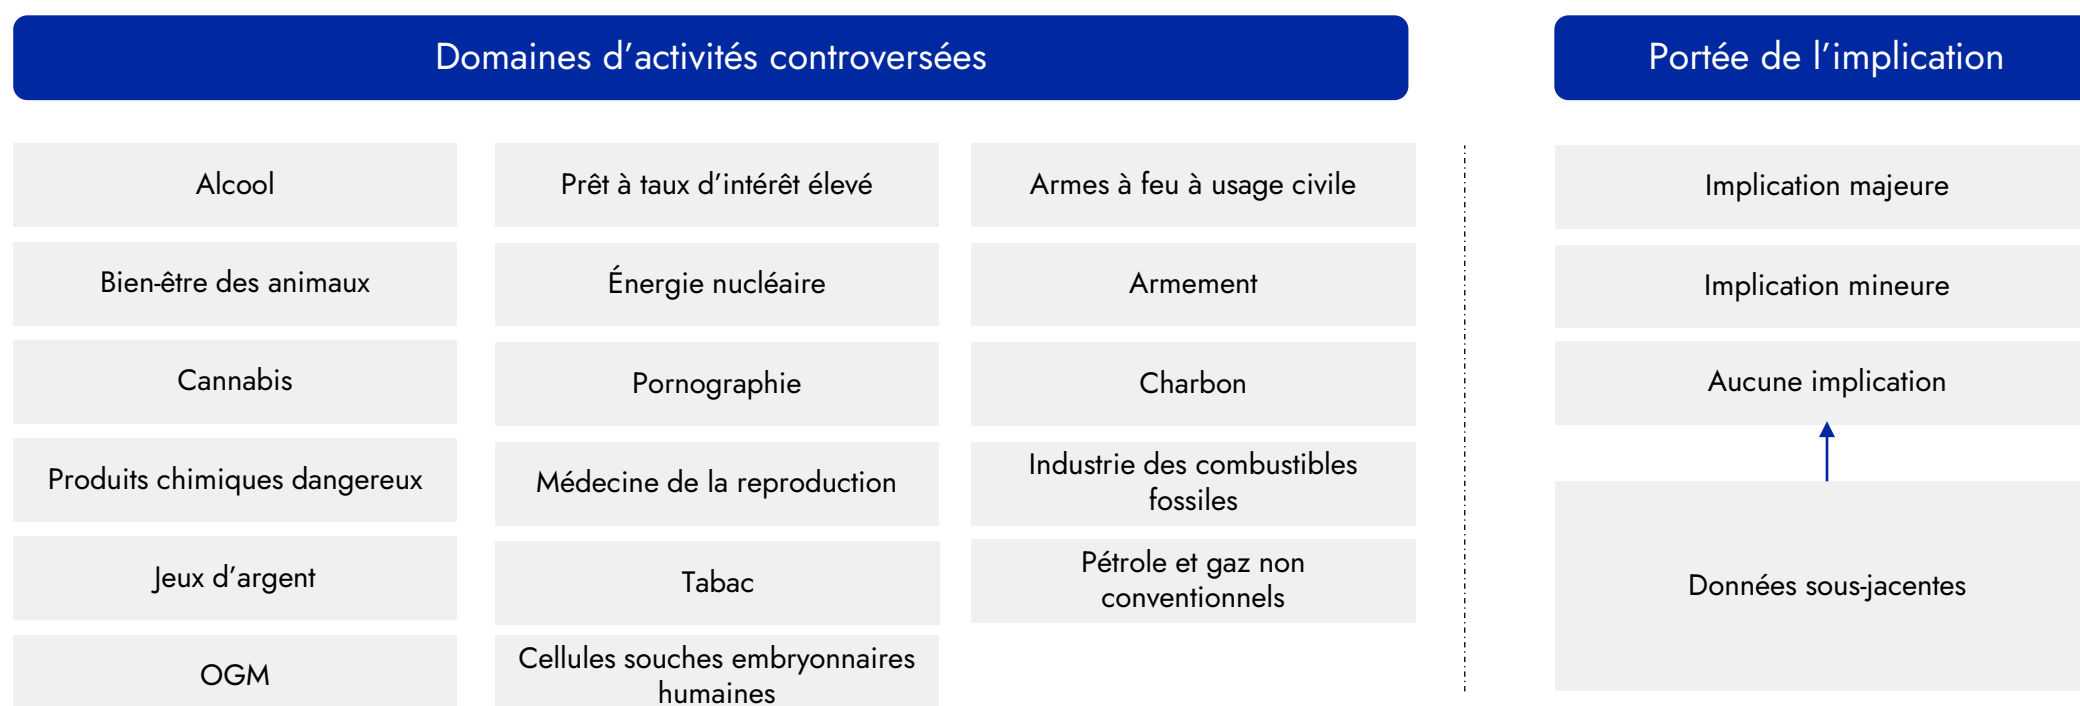 Domaines d’activités controversées
Portée de l’implication
Alcool
Prêt à taux d’intérêt élevé
Armes à feu à usage civile
Implication majeure
Bien-être des animaux
Énergie nucléaire
Armement
Implication mineure
Cannabis
Pornographie
Charbon
Aucune implication
Produits chimiques dangereux
Médecine de la reproduction
Industrie des combustibles
fossiles
Jeux d’argent
Tabac
Pétrole et gaz non
conventionnels
Données sous-jacentes
OGM
Cellules souches embryonnaires
humaines